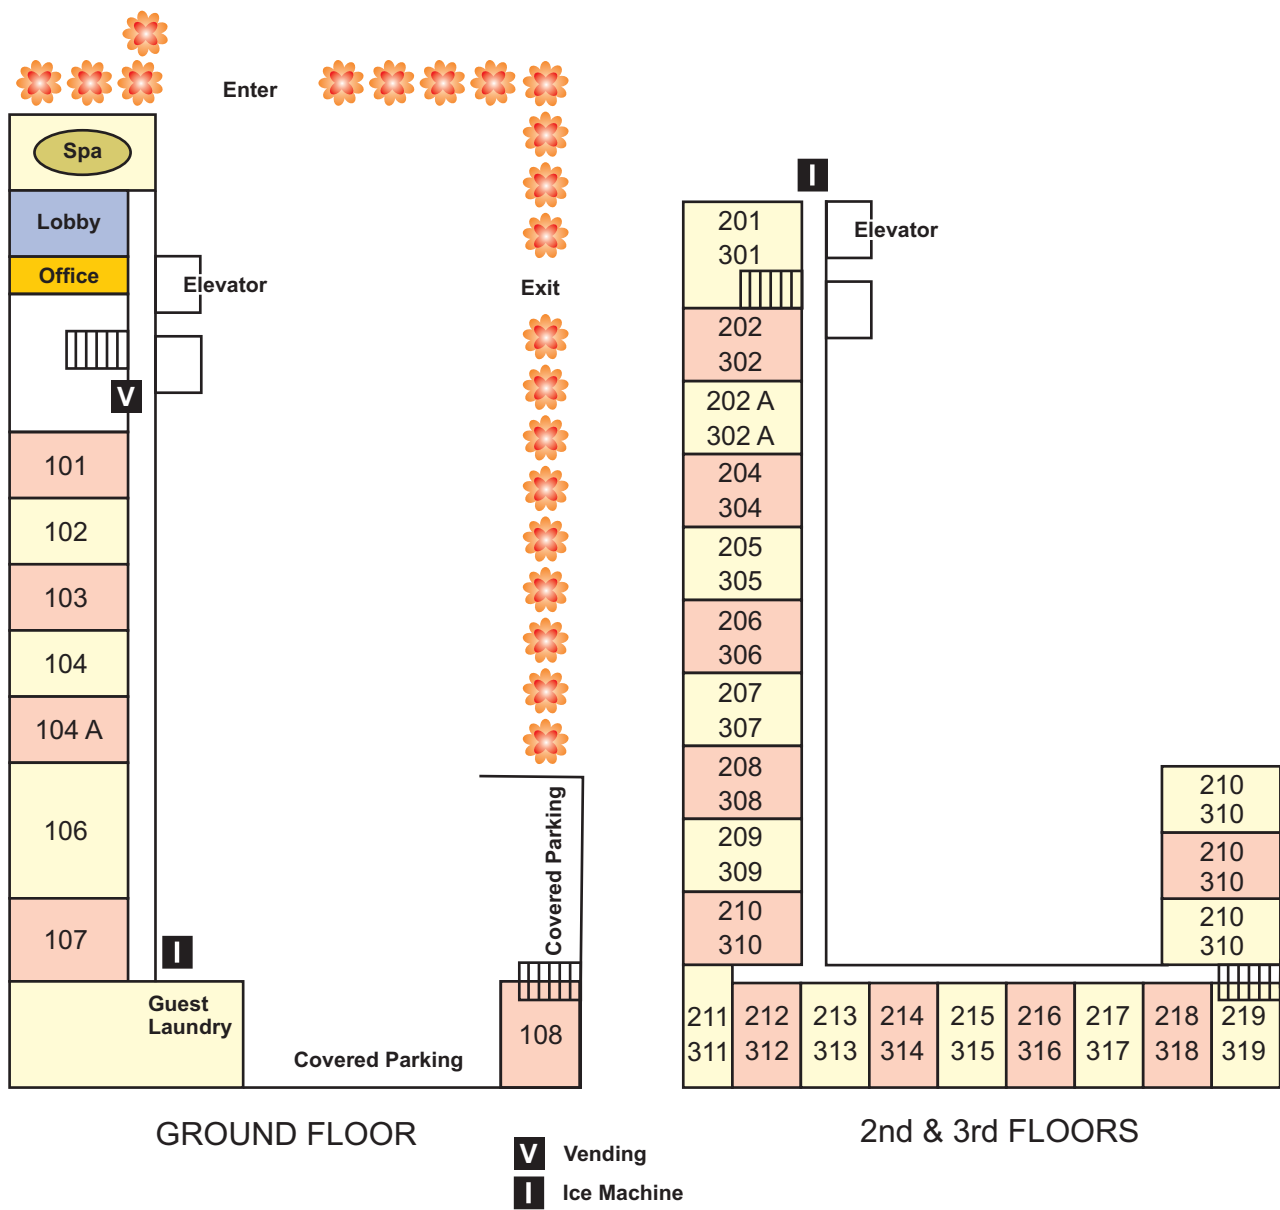 Enter
Spa
Lobby
Office
Elevator
Exit
V
101
102
103
104
104 A
106
107
I
Guest
Laundry
Covered Parking
Covered Parking
108
GROUND FLOOR
I
201
301
Elevator
202
302
202 A
302 A
204
304
205
305
206
306
207
307
208
308
209
309
210
310
210
310
210
310
210
310
211
311
212
312
213
313
214
314
215
315
216
316
217
317
218
318
219
319
2nd & 3rd FLOORS
V Vending
I Ice Machine